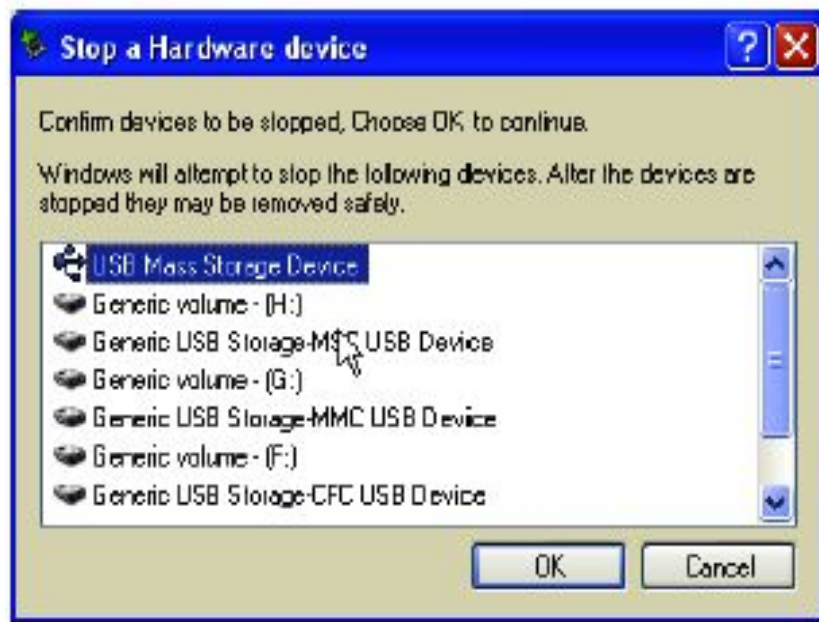 Stop a Hardware device
Confirm devices to be stopped, Choose OK to continue.
Windows will attempt to stop the following devices. After the devices are
stopped they may be removed safely.
USB Mass Storage Device
Generic volume - (H:)
Generic USB Storage-MSC USB Device
Generic volume - (G:)
Generic USB Storage-MMC USB Device
Generic volume - (F:)
Generic USB Storage-CFC USB Device
OK Cancel